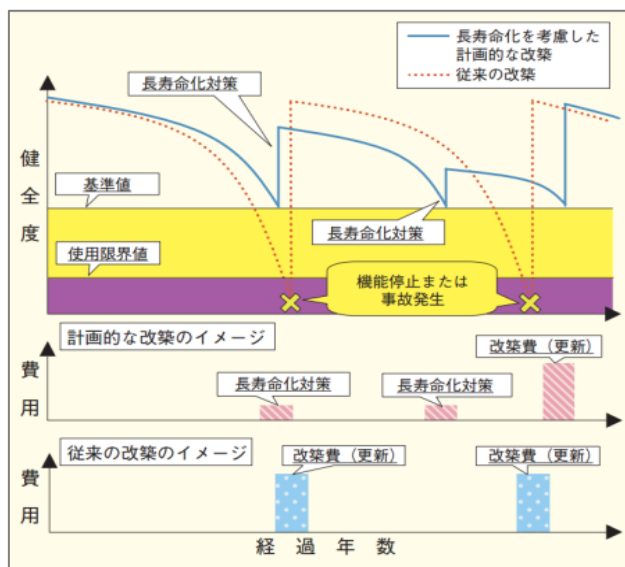 長寿命化を考慮した
計画的な改築
従来の改築
長寿命化対策
健全度
基準値
長寿命化対策
使用限界値
機能停止または
事故発生
計画的な改築のイメージ
改築費（更新）
長寿命化対策
長寿命化対策
費用
従来の改築のイメージ
改築費（更新）
改築費（更新）
費用
経過年数